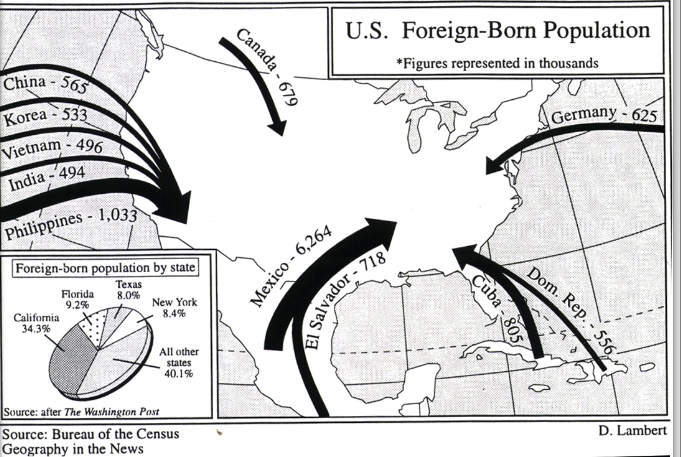 U.S. Foreign-Born Population
*Figures represented in thousands
Canada - 679
China - 565
Korea - 533
Vietnam - 496
India - 494
Philippines - 1,033
Germany - 625
Mexico - 6,264
El Salvador - 718
Cuba - 805
Dom. Rep. - 556
Foreign-born population by state
Texas
8.0%
Florida
9.2%
New York
8.4%
California
34.3%
All other
states
40.1%
Source: after The Washington Post
Source: Bureau of the Census
Geography in the News
D. Lambert